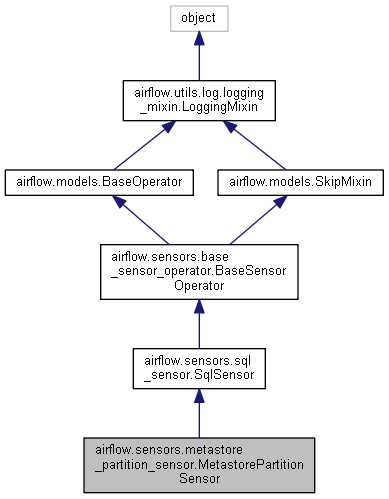 object
airflow.utils.log.logging
_mixin.LoggingMixin
airflow.models.BaseOperator
airflow.models.SkipMixin
airflow.sensors.base
_sensor_operator.BaseSensor
Operator
airflow.sensors.sql
_sensor.SqlSensor
airflow.sensors.metastore
_partition_sensor.MetastorePartition
Sensor